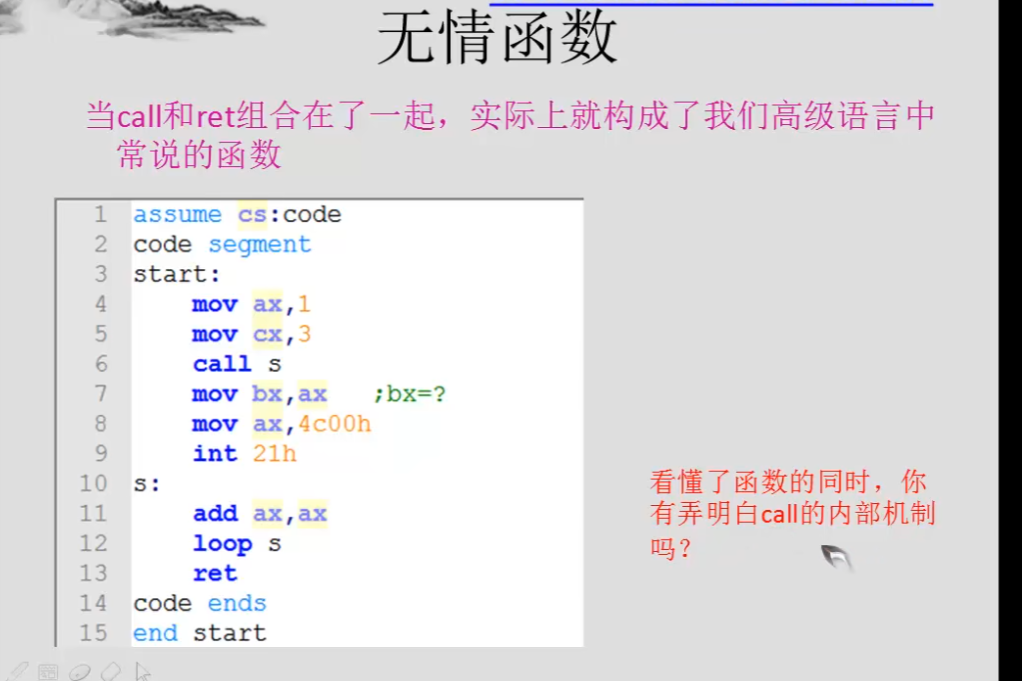 无情函数
当call和ret组合在了一起，实际上就构成了我们高级语言中
常说的函数
1 assume cs:code
2 code segment
3 start:
4 mov ax,1
5 mov cx,3
6 call s
7 mov bx,ax ;bx=?
8 mov ax,4c00h
9 int 21h
10 s:
11 add ax,ax
12 loop s
13 ret
14 code ends
15 end start
看懂了函数的同时，你
有弄明白call的内部机制
吗？